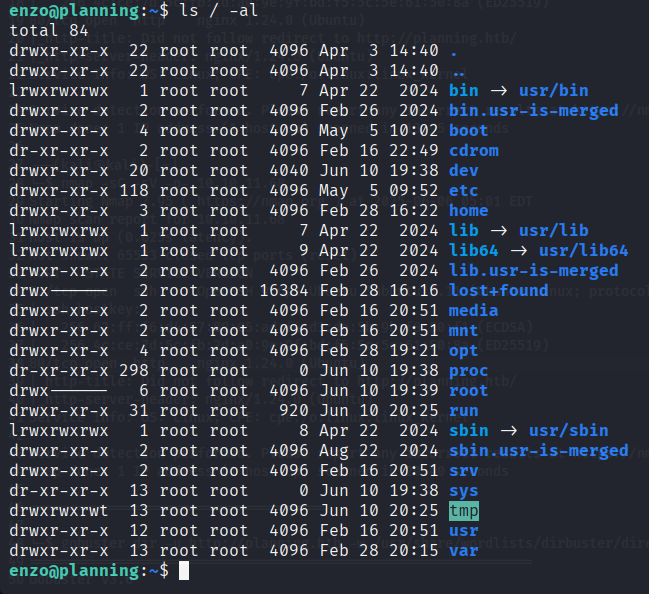 enzo@planning:~$ ls / -al
total 84
drwxr-xr-x  22 root root  4096 Apr  3 14:40 .
drwxr-xr-x  22 root root  4096 Apr  3 14:40 ..
lrwxrwxrwx   1 root root     7 Apr 22  2024 bin -> usr/bin
drwxr-xr-x   2 root root  4096 Feb 26  2024 bin.usr-is-merged
drwxr-xr-x   4 root root  4096 May  5 10:02 boot
dr-xr-xr-x   2 root root  4096 Feb 16 22:49 cdrom
drwxr-xr-x  20 root root  4040 Jun 10 19:38 dev
drwxr-xr-x 118 root root  4096 May  5 09:52 etc
drwxr-xr-x   3 root root  4096 Feb 28 16:22 home
lrwxrwxrwx   1 root root     7 Apr 22  2024 lib -> usr/lib
lrwxrwxrwx   1 root root     9 Apr 22  2024 lib64 -> usr/lib64
drwxr-xr-x   2 root root  4096 Feb 26  2024 lib.usr-is-merged
drwx------   2 root root 16384 Feb 28 16:16 lost+found
drwxr-xr-x   2 root root  4096 Feb 16 20:51 media
drwxr-xr-x   2 root root  4096 Feb 16 20:51 mnt
drwxr-xr-x   4 root root  4096 Feb 28 19:21 opt
dr-xr-xr-x 298 root root     0 Jun 10 19:38 proc
drwx------   6 root root  4096 Jun 10 19:39 root
drwxr-xr-x  31 root root   920 Jun 10 20:25 run
lrwxrwxrwx   1 root root     8 Apr 22  2024 sbin -> usr/sbin
drwxr-xr-x   2 root root  4096 Aug 22  2024 sbin.usr-is-merged
drwxr-xr-x   2 root root  4096 Feb 16 20:51 srv
dr-xr-xr-x  13 root root     0 Jun 10 19:38 sys
drwxrwxrwt  13 root root  4096 Jun 10 20:25 tmp
drwxr-xr-x  12 root root  4096 Feb 16 20:51 usr
drwxr-xr-x  13 root root  4096 Feb 28 20:15 var
enzo@planning:~$